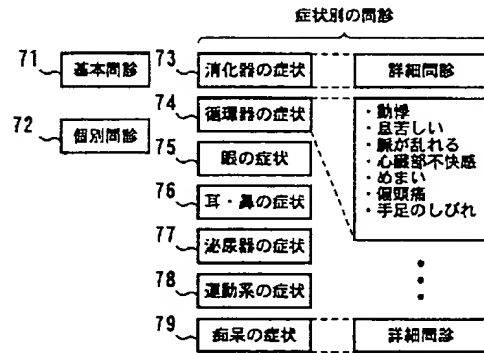 症状別の問診
71 基本問診
72 個別問診
73 消化器の症状 詳細問診
74 循環器の症状
・動悸
・息苦しい
・脈が乱れる
・心臓部不快感
・めまい
・偏頭痛
・手足のしびれ
75 眼の症状
76 耳・鼻の症状
77 泌尿器の症状
78 運動系の症状
79 痴呆の症状 詳細問診